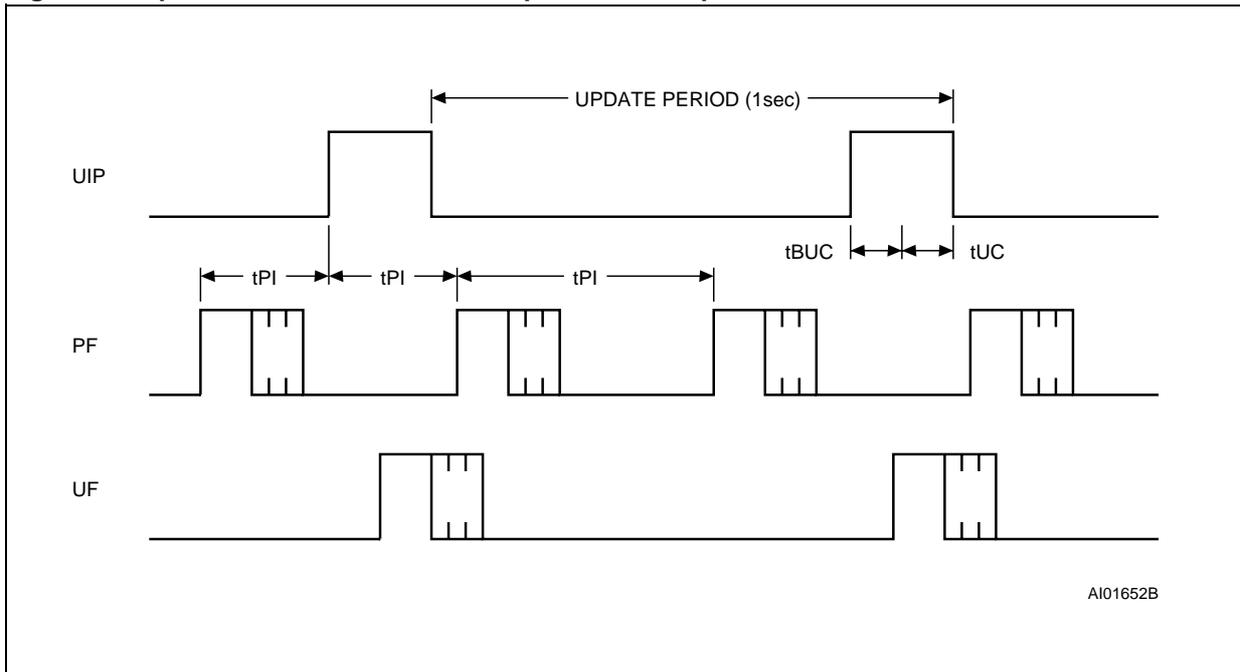 UPDATE PERIOD (1sec)
UIP
tBUC
tUC
tPI
tPI
tPI
PF
UF
AI01652B